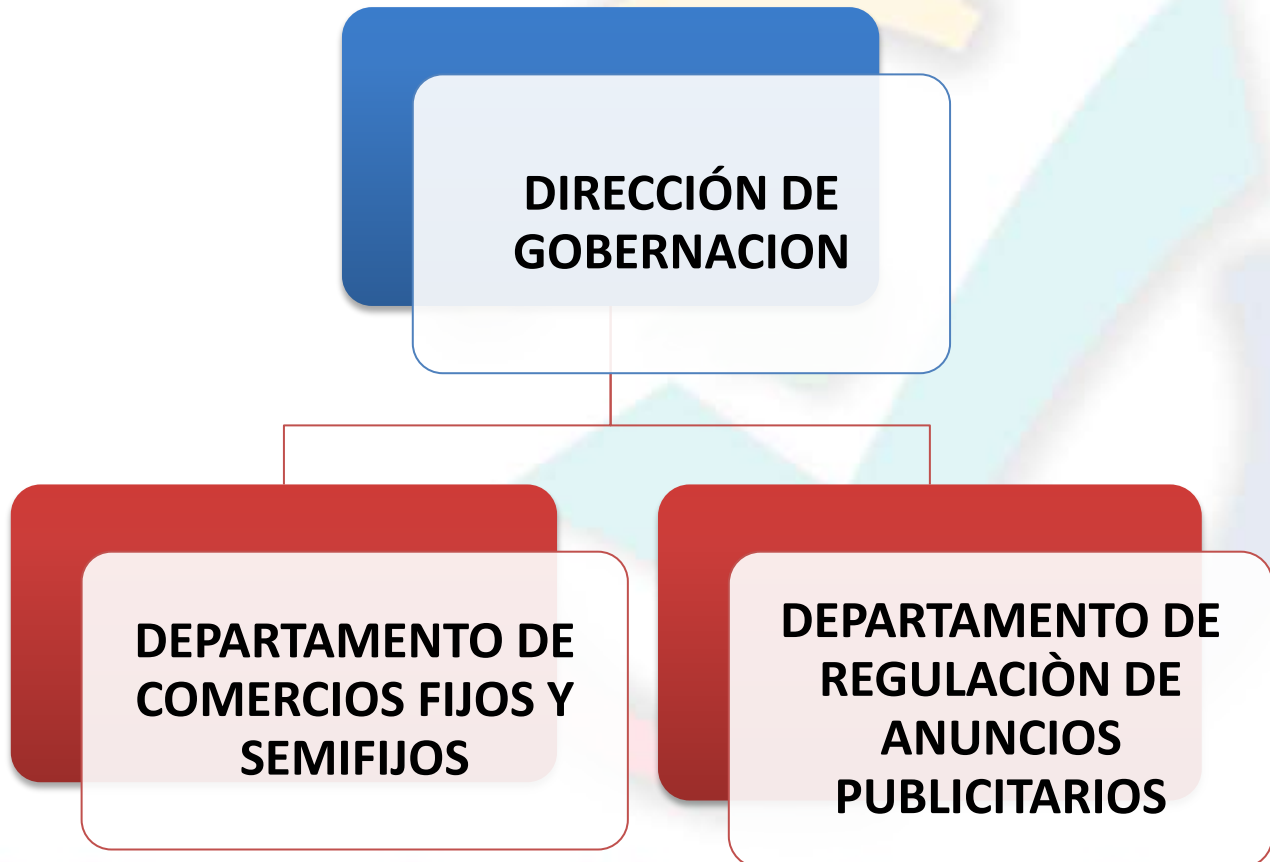 DIRECCIÓN DE
GOBERNACION
DEPARTAMENTO DE
COMERCIOS FIJOS Y
SEMIFIJOS
DEPARTAMENTO DE
REGULACIÒN DE
ANUNCIOS
PUBLICITARIOS